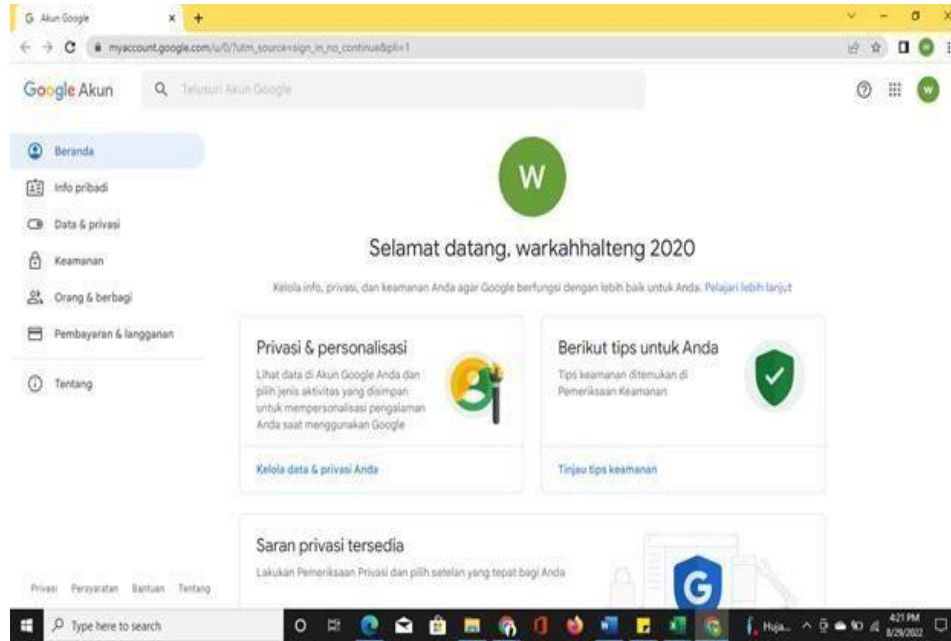 Akun Google
myaccount.google.com/u/0/?utm_source=sign_in_no_continue&pli=1
Google Akun
Telusuri Akun Google
W
Beranda
Info pribadi
Data & privasi
Keamanan
Orang & berbagi
Pembayaran & langganan
Tentang
W
Selamat datang, warkahhalteng 2020
Kelola info, privasi, dan keamanan Anda agar Google berfungsi dengan lebih baik untuk Anda. Pelajari lebih lanjut
Privasi & personalisasi
Lihat data di Akun Google Anda dan
pilih jenis aktivitas yang disimpan
untuk mempersonalisasi pengalaman
Anda saat menggunakan Google
Kelola data & privasi Anda
Berikut tips untuk Anda
Tips keamanan ditemukan di
Pemeriksaan Keamanan
Tinjau tips keamanan
Saran privasi tersedia
Lakukan Pemeriksaan Privasi dan pilih setelan yang tepat bagi Anda
G
Privasi Persyaratan Bantuan Tentang
Type here to search
Huja...
4:21 PM
8/29/2022